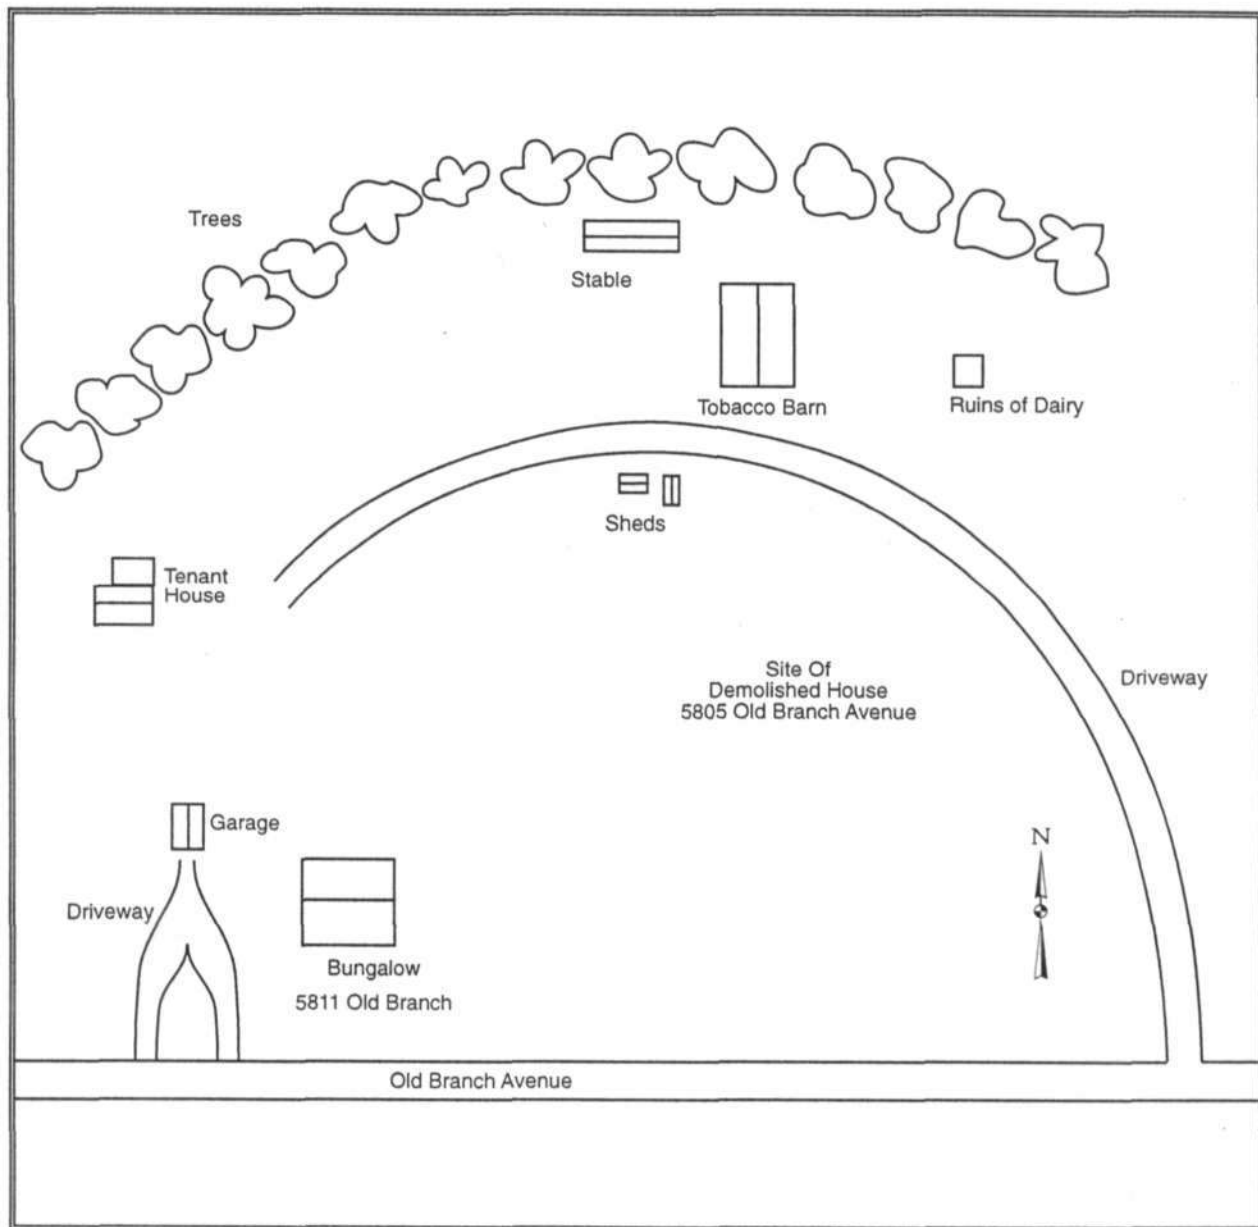 Trees
Stable
Tobacco Barn
Ruins of Dairy
Sheds
Tenant
House
Site Of
Demolished House
5805 Old Branch Avenue
Driveway
Garage
N
Driveway
Bungalow
5811 Old Branch
Old Branch Avenue